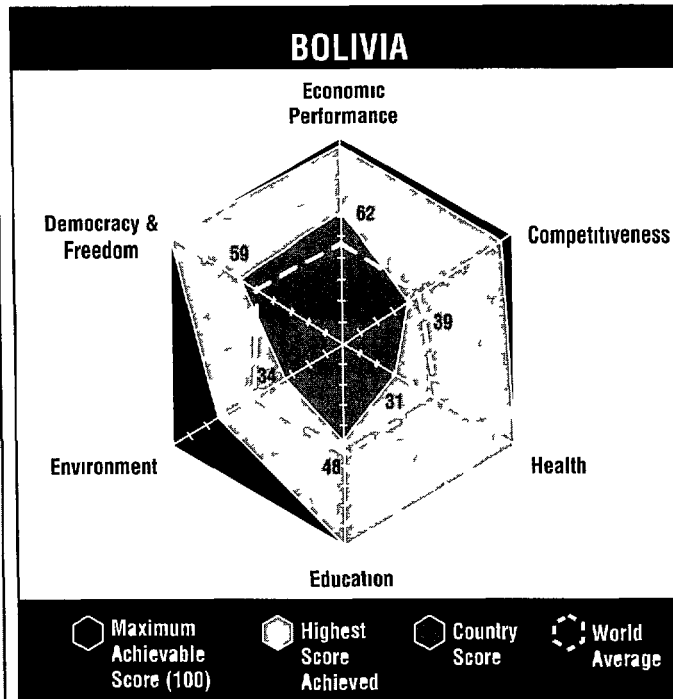 BOLIVIA
Economic
Performance
62
Democracy &
Freedom
59
Competitiveness
39
34
31
Environment
48
Health
Education
Maximum
Achievable
Score (100)
Highest
Score
Achieved
Country
Score
World
Average